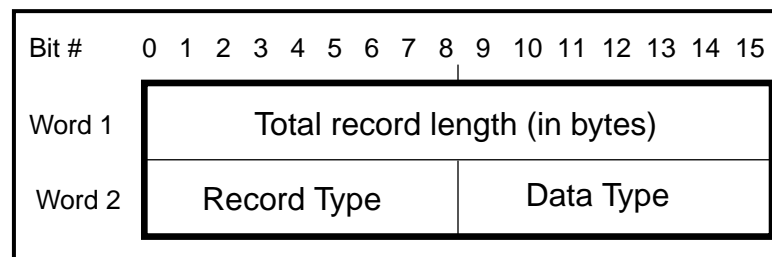 Bit # 0 1 2 3 4 5 6 7 8 9 10 11 12 13 14 15
Word 1 Total record length (in bytes)
Word 2 Record Type Data Type